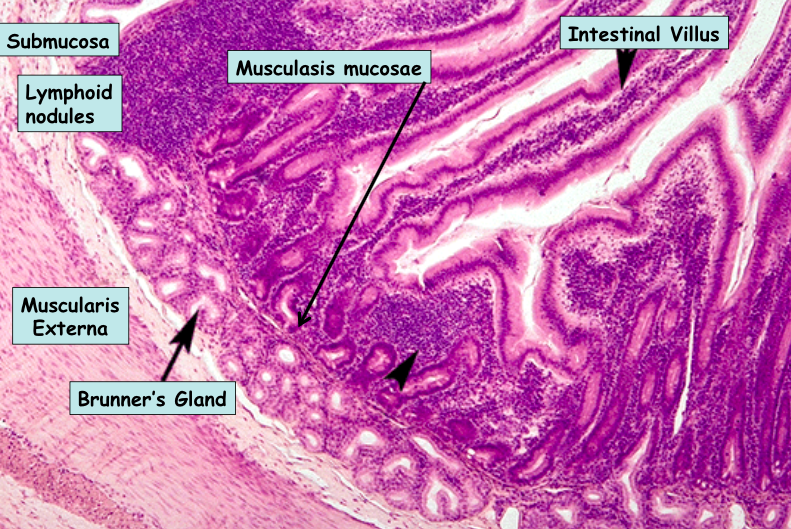 Submucosa
Intestinal Villus
Musculasis mucosae
Lymphoid
nodules
Muscularis
Externa
Brunner's Gland